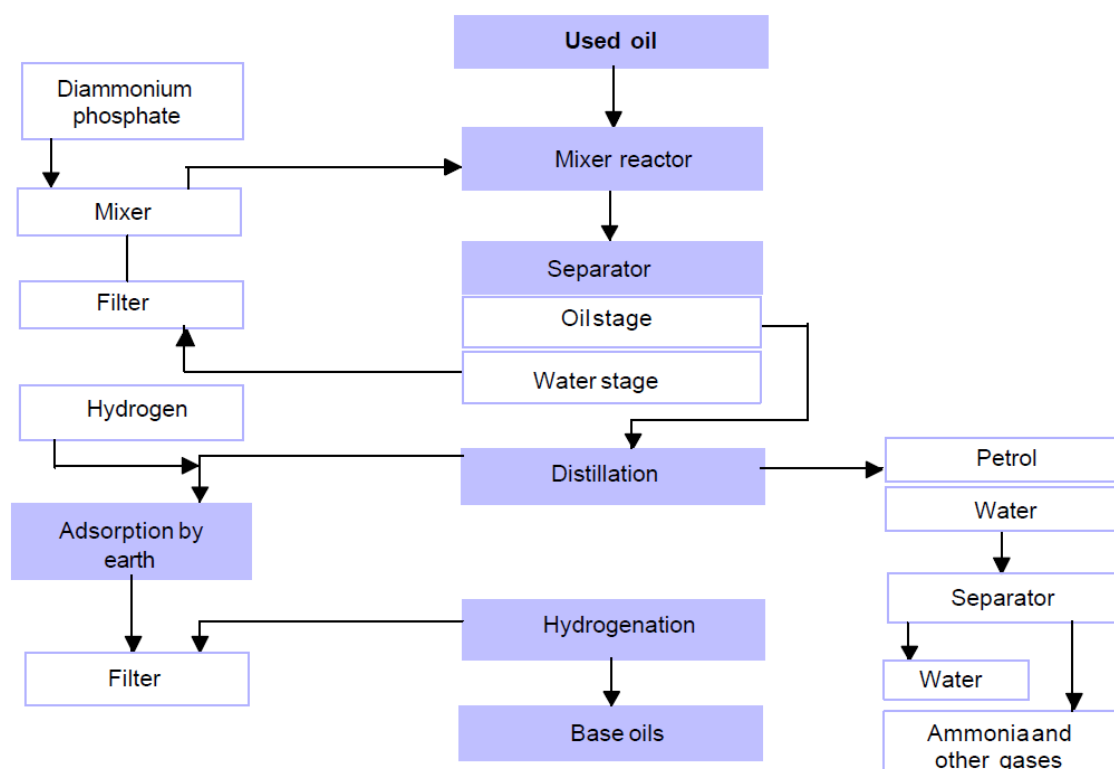 Used oil
Diammonium
phosphate
Mixer reactor
Mixer
Separator
Filter
Oil stage
Water stage
Hydrogen
Distillation
Petrol
Water
Adsorption by
earth
Separator
Hydrogenation
Filter
Water
Base oils
Ammonia and
other gases